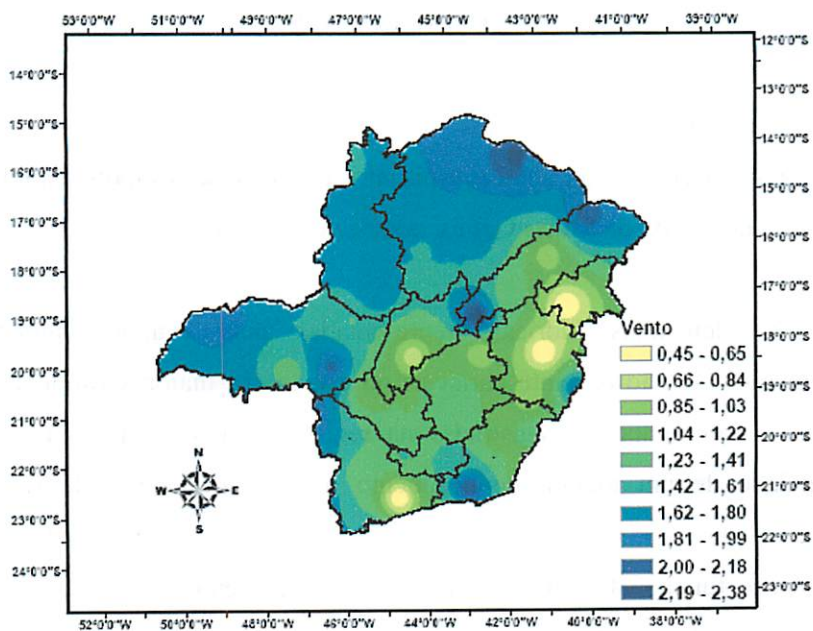 53°0'0"W 51°0'0"W 49°0'0"W 47°0'0"W 45°0'0"W 43°0'0"W 41°0'0"W 39°0'0"W
12°0'0"S
14°0'0"S
13°0'0"S
15°0'0"S
14°0'0"S
16°0'0"S
15°0'0"S
17°0'0"S
16°0'0"S
18°0'0"S
17°0'0"S
19°0'0"S
Vento
18°0'0"S
0,45 - 0,65
20°0'0"S
0,66 - 0,84
19°0'0"S
0,85 - 1,03
21°0'0"S
1,04 - 1,22
20°0'0"S
1,23 - 1,41
22°0'0"S
N
1,42 - 1,61
21°0'0"S
W E
1,62 - 1,80
23°0'0"S
S
1,81 - 1,99
22°0'0"S
2,00 - 2,18
24°0'0"S
2,19 - 2,38
23°0'0"S
52°0'0"W 50°0'0"W 48°0'0"W 46°0'0"W 44°0'0"W 42°0'0"W 40°0'0"W 38°0'0"W